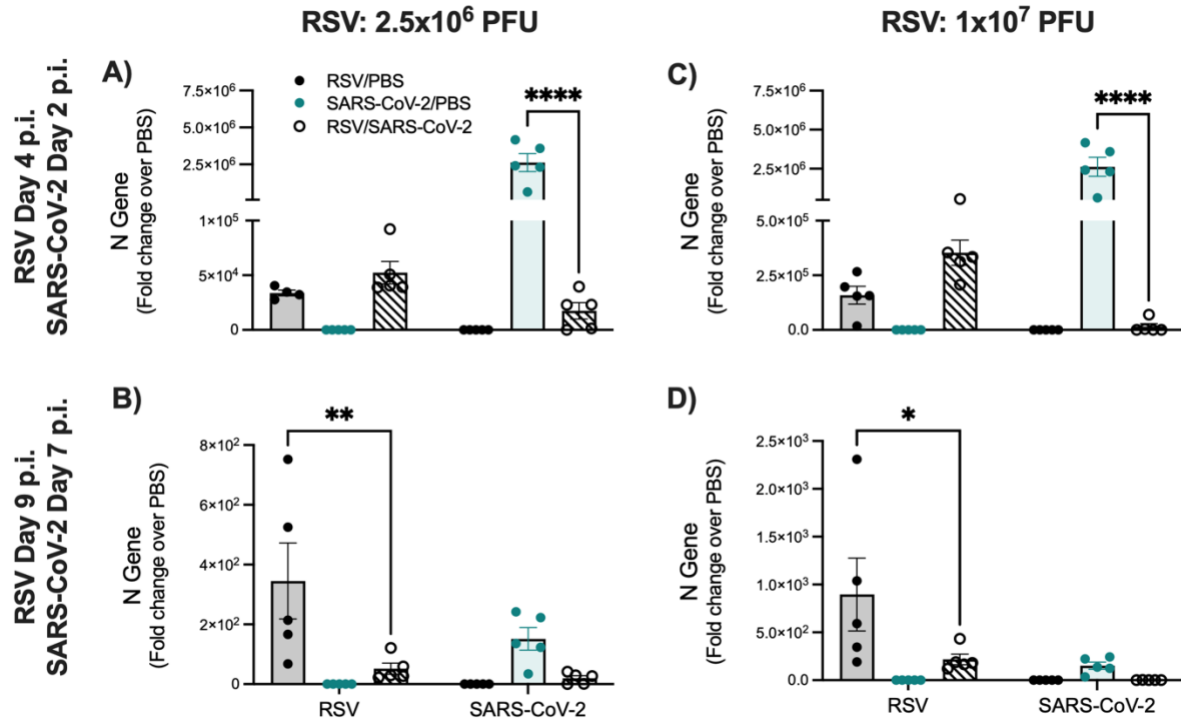 RSV: 2.5x10⁶ PFU
RSV: 1x10⁷ PFU
RSV Day 4 p.i.
SARS-CoV-2 Day 2 p.i.
A)
RSV/PBS
SARS-CoV-2/PBS
RSV/SARS-CoV-2
N Gene
(Fold change over PBS)
7.5×10⁶
5.0×10⁶
2.5×10⁶
1×10⁵
5×10⁴
0
****
C)
N Gene
(Fold change over PBS)
7.5×10⁶
5.0×10⁶
2.5×10⁶
5.0×10⁵
2.5×10⁵
0.0
****
RSV Day 9 p.i.
SARS-CoV-2 Day 7 p.i.
B)
N Gene
(Fold change over PBS)
8×10²
6×10²
4×10²
2×10²
0
**
RSV
SARS-CoV-2
D)
N Gene
(Fold change over PBS)
2.5×10³
2.0×10³
1.5×10³
1.0×10³
5.0×10²
0.0
*
RSV
SARS-CoV-2